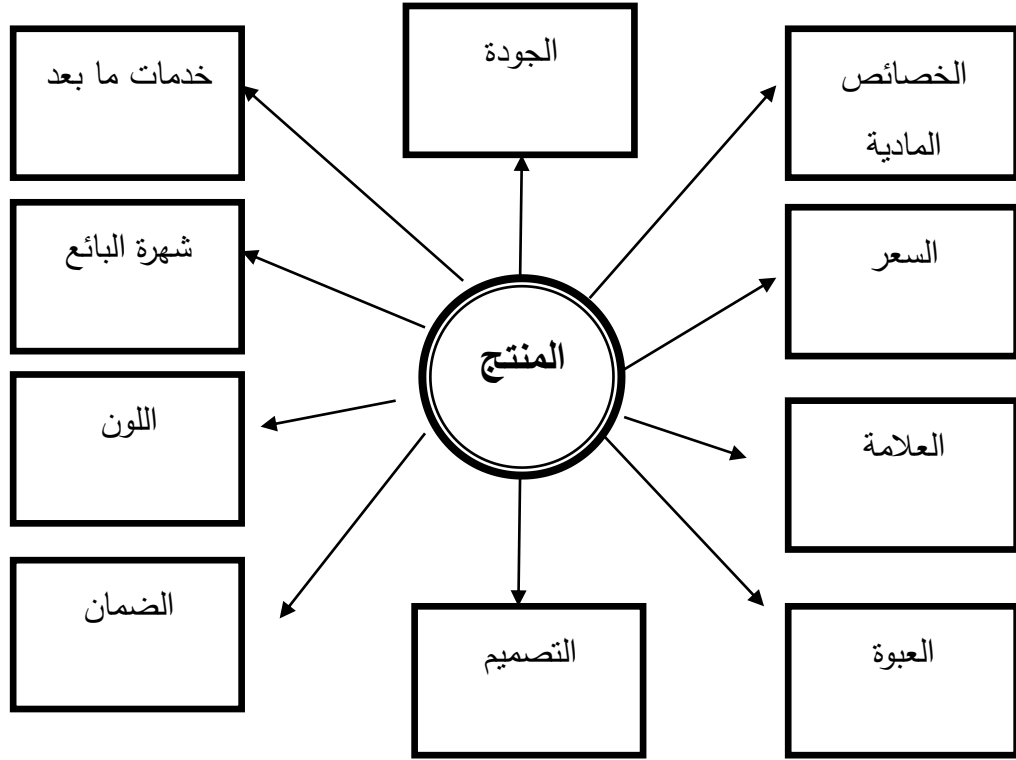 الجودة
الخصائص
المادية
خدمات ما بعد
السعر
شهرة البائع
المنتج
العلامة
اللون
العبوة
التصميم
الضمان